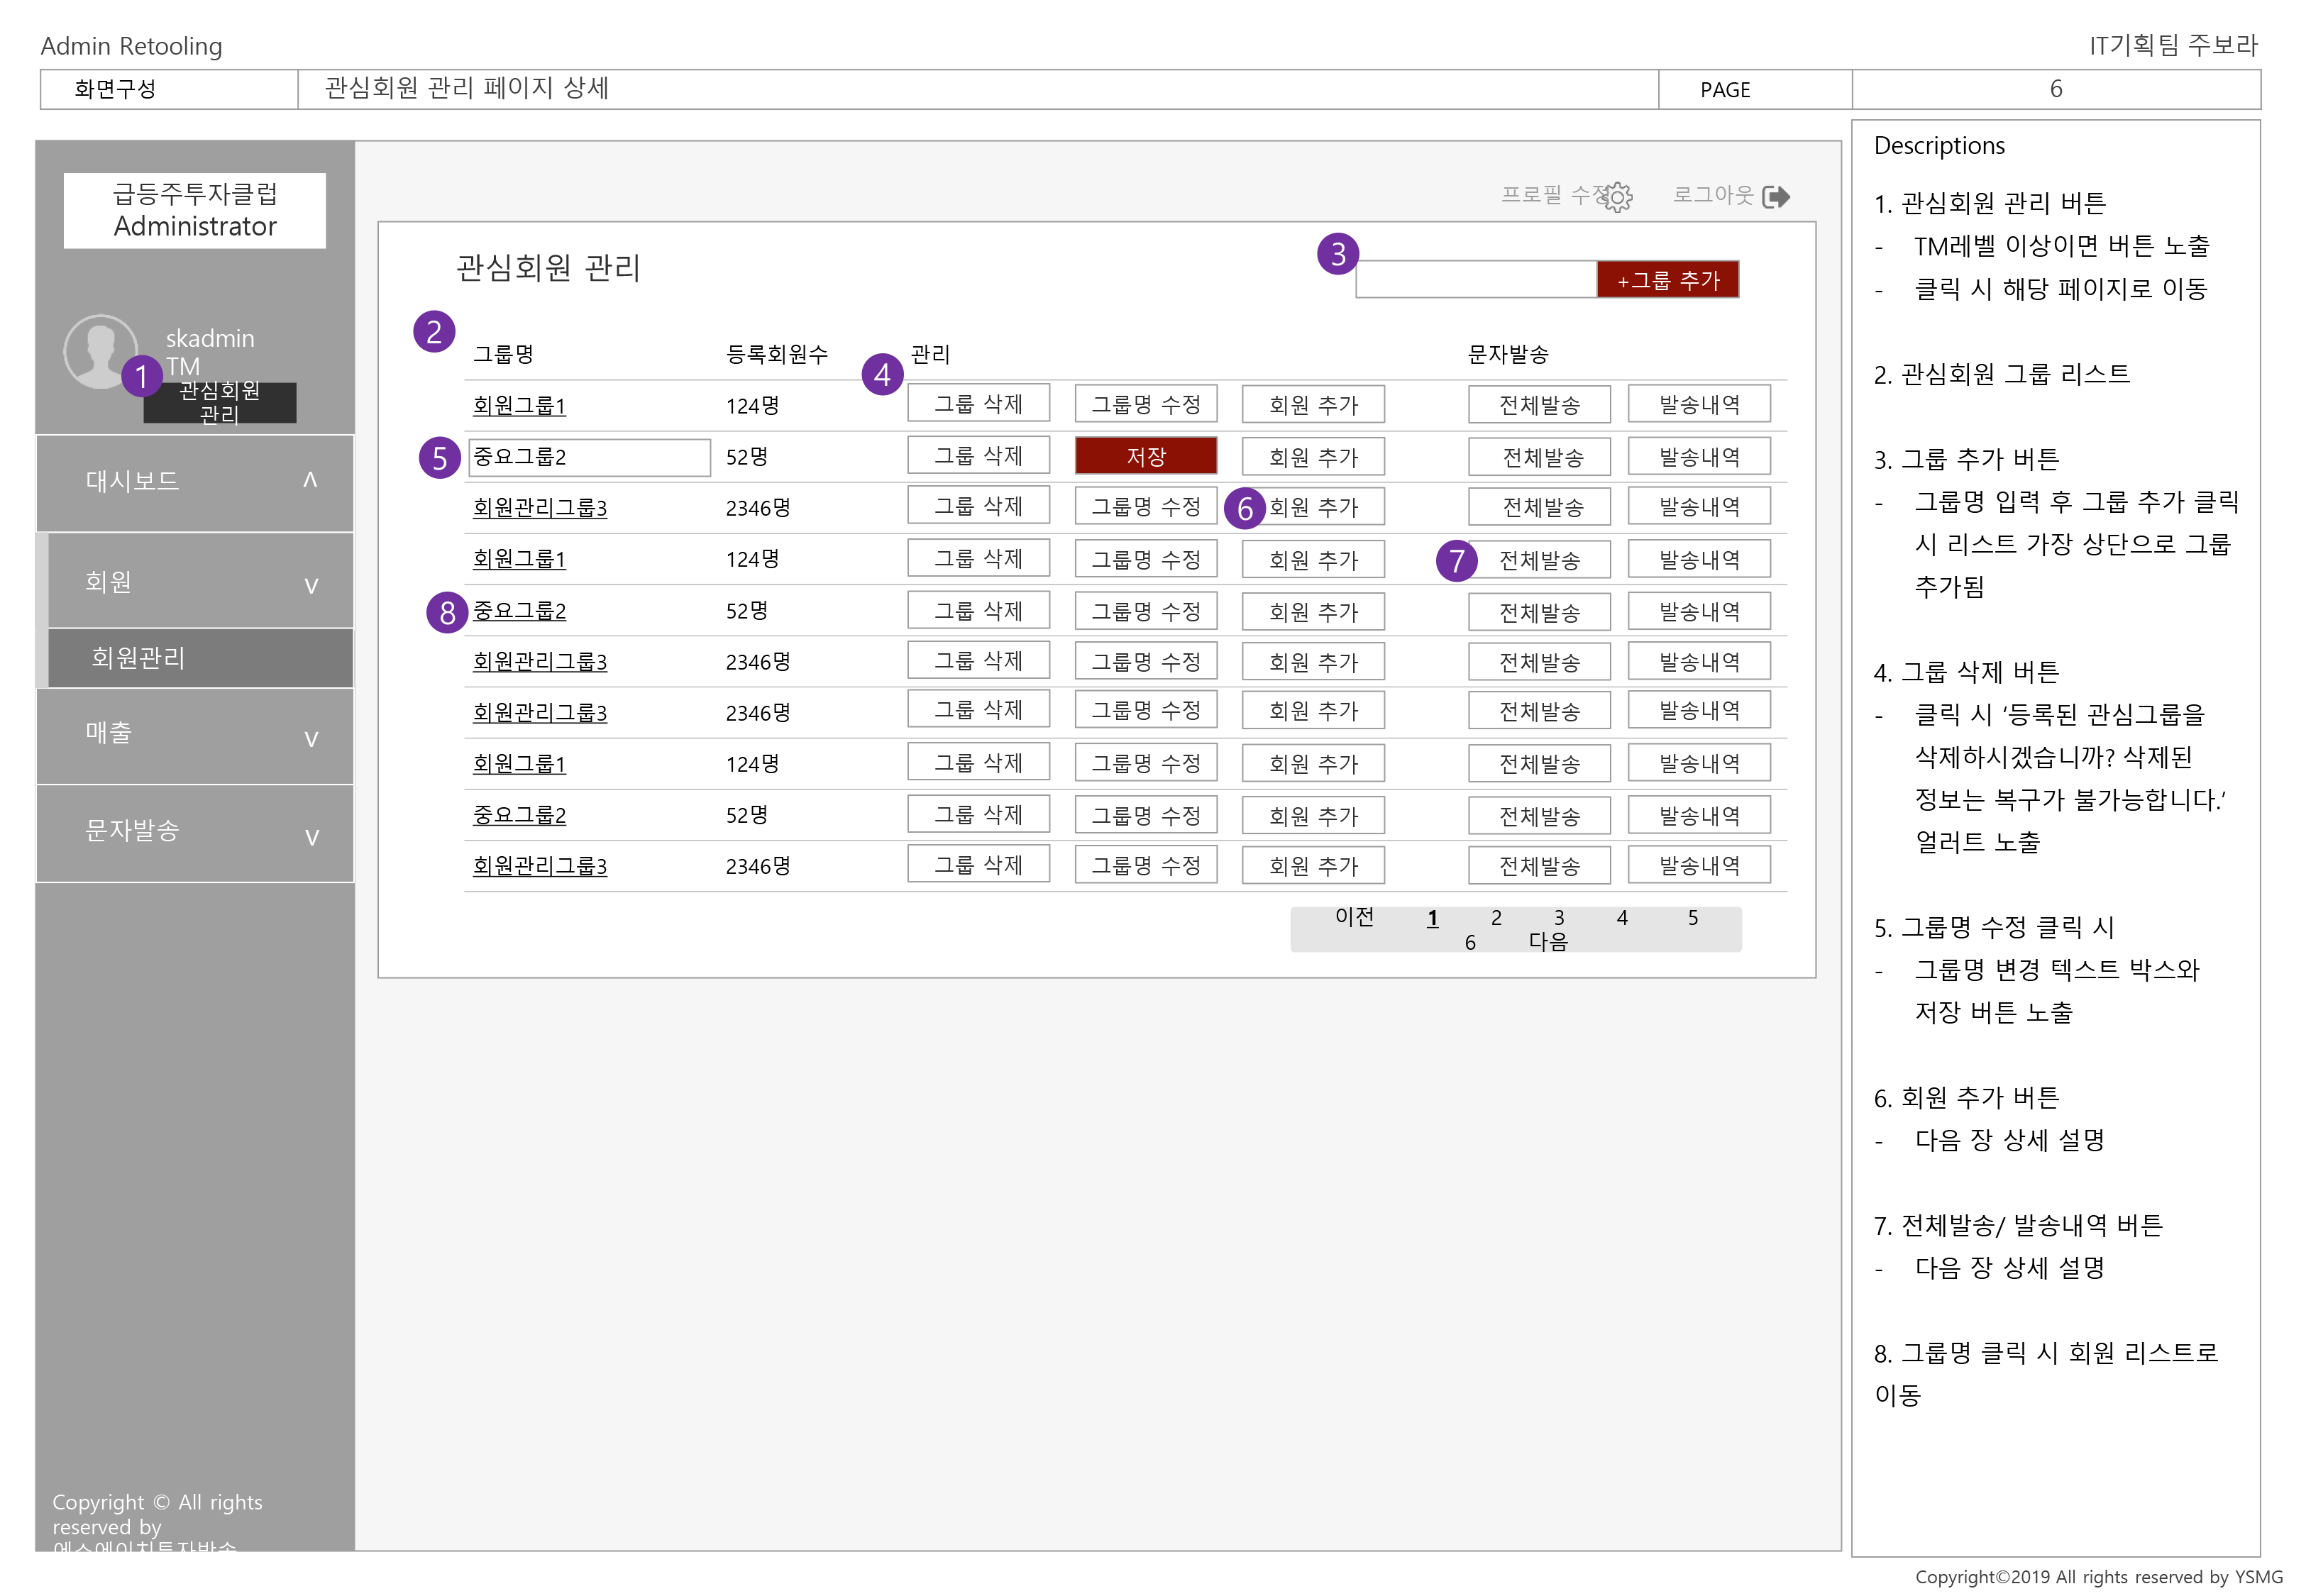 Admin Retooling
IT기획팀 주보라
화면구성
관심회원 관리 페이지 상세
PAGE
6
급등주투자클럽
Administrator
skadmin
TM
1
관심회원
관리
대시보드 ᐱ
회원 v
회원관리
매출 v
문자발송 v
Copyright © All rights
reserved by
에스에이치투자방송
프로필 수정
로그아웃
관심회원 관리
3
+그룹 추가
2
그룹명 등록회원수 관리 문자발송
4
회원그룹1 124명 그룹 삭제 그룹명 수정 회원 추가 전체발송 발송내역
5 중요그룹2 52명 그룹 삭제 저장 회원 추가 전체발송 발송내역
회원관리그룹3 2346명 그룹 삭제 그룹명 수정 6 회원 추가 전체발송 발송내역
회원그룹1 124명 그룹 삭제 그룹명 수정 회원 추가 7 전체발송 발송내역
8 중요그룹2 52명 그룹 삭제 그룹명 수정 회원 추가 전체발송 발송내역
회원관리그룹3 2346명 그룹 삭제 그룹명 수정 회원 추가 전체발송 발송내역
회원관리그룹3 2346명 그룹 삭제 그룹명 수정 회원 추가 전체발송 발송내역
회원그룹1 124명 그룹 삭제 그룹명 수정 회원 추가 전체발송 발송내역
중요그룹2 52명 그룹 삭제 그룹명 수정 회원 추가 전체발송 발송내역
회원관리그룹3 2346명 그룹 삭제 그룹명 수정 회원 추가 전체발송 발송내역
이전 1 2 3 4 5
6 다음
Descriptions
1. 관심회원 관리 버튼
- TM레벨 이상이면 버튼 노출
- 클릭 시 해당 페이지로 이동
2. 관심회원 그룹 리스트
3. 그룹 추가 버튼
- 그룹명 입력 후 그룹 추가 클릭
시 리스트 가장 상단으로 그룹
추가됨
4. 그룹 삭제 버튼
- 클릭 시 ‘등록된 관심그룹을
삭제하시겠습니까? 삭제된
정보는 복구가 불가능합니다.’
얼러트 노출
5. 그룹명 수정 클릭 시
- 그룹명 변경 텍스트 박스와
저장 버튼 노출
6. 회원 추가 버튼
- 다음 장 상세 설명
7. 전체발송/ 발송내역 버튼
- 다음 장 상세 설명
8. 그룹명 클릭 시 회원 리스트로
이동
Copyright©2019 All rights reserved by YSMG